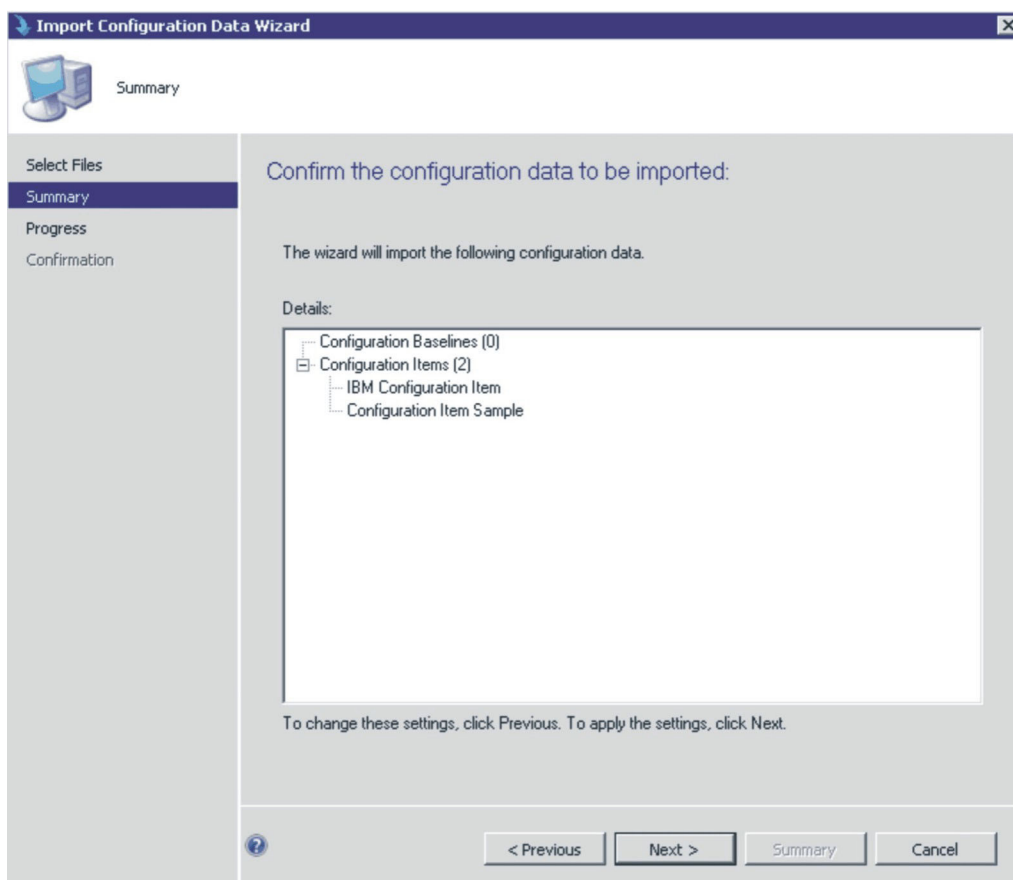 Import Configuration Data Wizard
Summary
Select Files
Summary
Progress
Confirmation
Confirm the configuration data to be imported:
The wizard will import the following configuration data.
Details:
Configuration Baselines (0)
Configuration Items (2)
IBM Configuration Item
Configuration Item Sample
To change these settings, click Previous. To apply the settings, click Next.
< Previous
Next >
Summary
Cancel